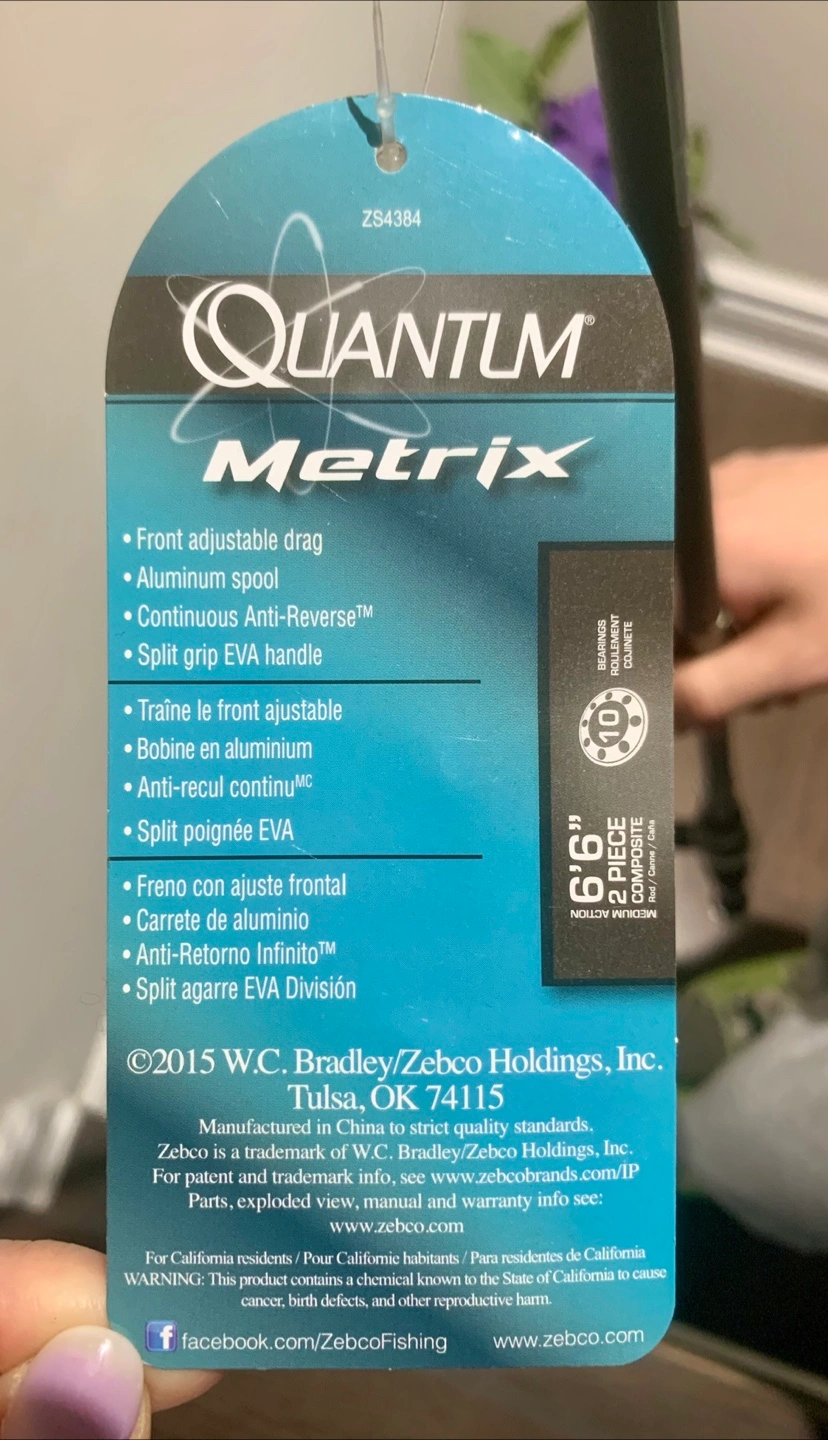 ZS4384
QUANTUM®
Metrix
• Front adjustable drag
• Aluminum spool
• Continuous Anti-Reverse™
• Split grip EVA handle
• Traîne le front ajustable
• Bobine en aluminium
• Anti-recul continuᴹᶜ
• Split poignée EVA
• Freno con ajuste frontal
• Carrete de aluminio
• Anti-Retorno Infinito™
• Split agarre EVA División
10
BEARINGS
ROULEMENT
COJINETE
6'6”
2 PIECE
COMPOSITE
Rod / Canne / Caña
MEDIUM ACTION
©2015 W.C. Bradley/Zebco Holdings, Inc.
Tulsa, OK 74115
Manufactured in China to strict quality standards.
Zebco is a trademark of W.C. Bradley/Zebco Holdings, Inc.
For patent and trademark info, see www.zebcobrands.com/IP
Parts, exploded view, manual and warranty info see:
www.zebco.com
For California residents / Pour Californie habitants / Para residentes de California
WARNING: This product contains a chemical known to the State of California to cause
cancer, birth defects, and other reproductive harm.
f facebook.com/ZebcoFishing www.zebco.com